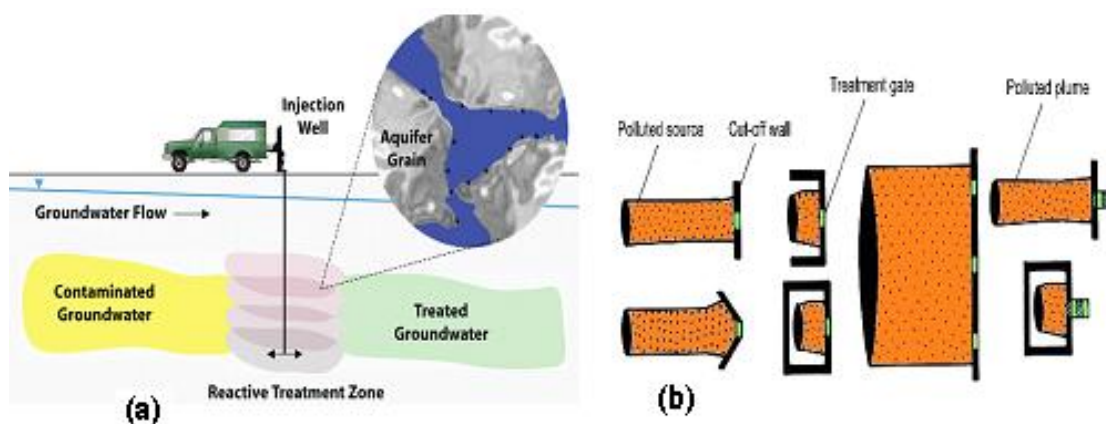 Injection
Well
Aquifer
Grain
Groundwater Flow
Contaminated
Groundwater
Treated
Groundwater
Reactive Treatment Zone
(a)
Treatment gate
Polluted plume
Polluted source
Cut-off wall
(b)